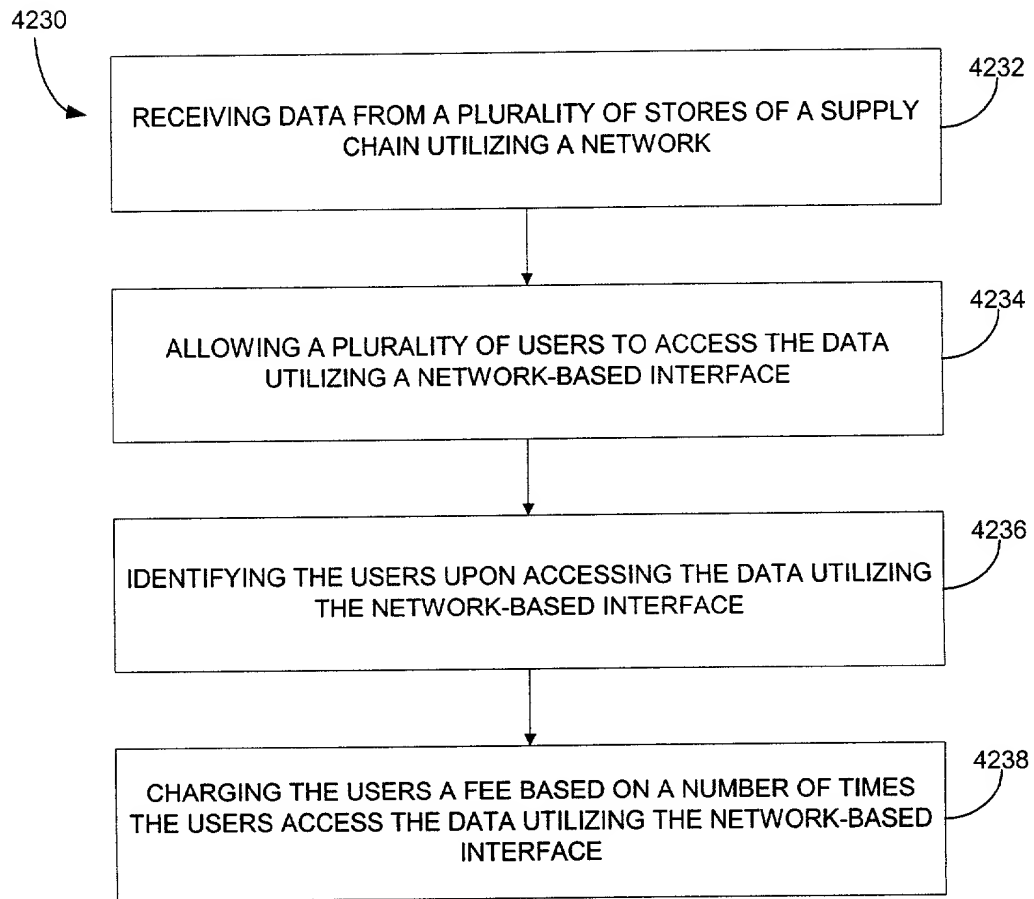 4230
4232
RECEIVING DATA FROM A PLURALITY OF STORES OF A SUPPLY
CHAIN UTILIZING A NETWORK
4234
ALLOWING A PLURALITY OF USERS TO ACCESS THE DATA
UTILIZING A NETWORK-BASED INTERFACE
4236
IDENTIFYING THE USERS UPON ACCESSING THE DATA UTILIZING
THE NETWORK-BASED INTERFACE
4238
CHARGING THE USERS A FEE BASED ON A NUMBER OF TIMES
THE USERS ACCESS THE DATA UTILIZING THE NETWORK-BASED
INTERFACE